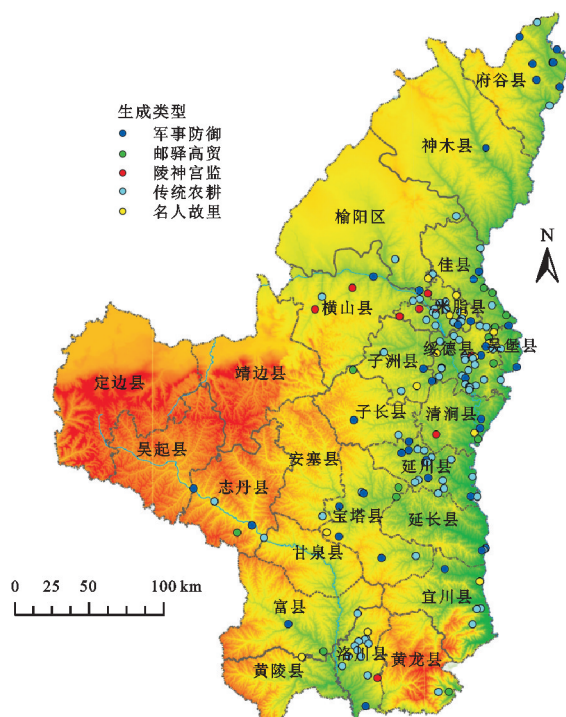 生成类型
军事防御
邮驿高贸
陵神宫监
传统农耕
名人故里
N
府谷县
神木县
榆阳区
佳县
横山县
米脂县
绥德县
吴堡县
子洲县
定边县
靖边县
子长县
清涧县
吴起县
安塞县
延川县
志丹县
宝塔县
延长县
甘泉县
宜川县
富县
洛川县
黄龙县
黄陵县
0 25 50 100 km